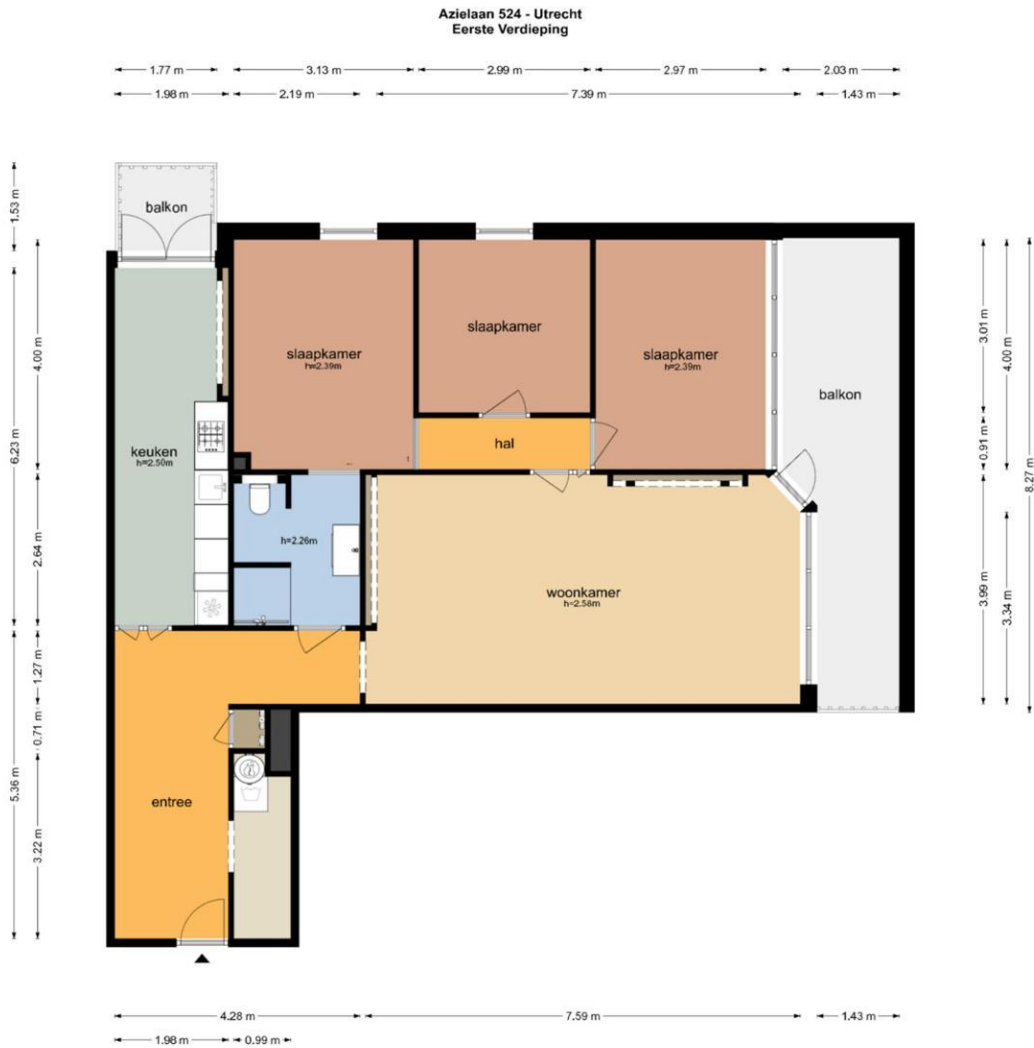 Azielaan 524 - Utrecht
Eerste Verdieping
1.77 m
3.13 m
2.99 m
2.97 m
2.03 m
1.98 m
2.19 m
7.39 m
1.43 m
1.53 m
balkon
4.00 m
6.23 m
2.64 m
slaapkamer
h=2.39m
slaapkamer
slaapkamer
h=2.39m
balkon
3.01 m
4.00 m
8.27 m
0.91 m
hal
keuken
h=2.50m
h=2.26m
woonkamer
h=2.58m
3.99 m
3.34 m
1.27 m
0.71 m
5.36 m
3.22 m
entree
4.28 m
7.59 m
1.43 m
1.98 m
0.99 m